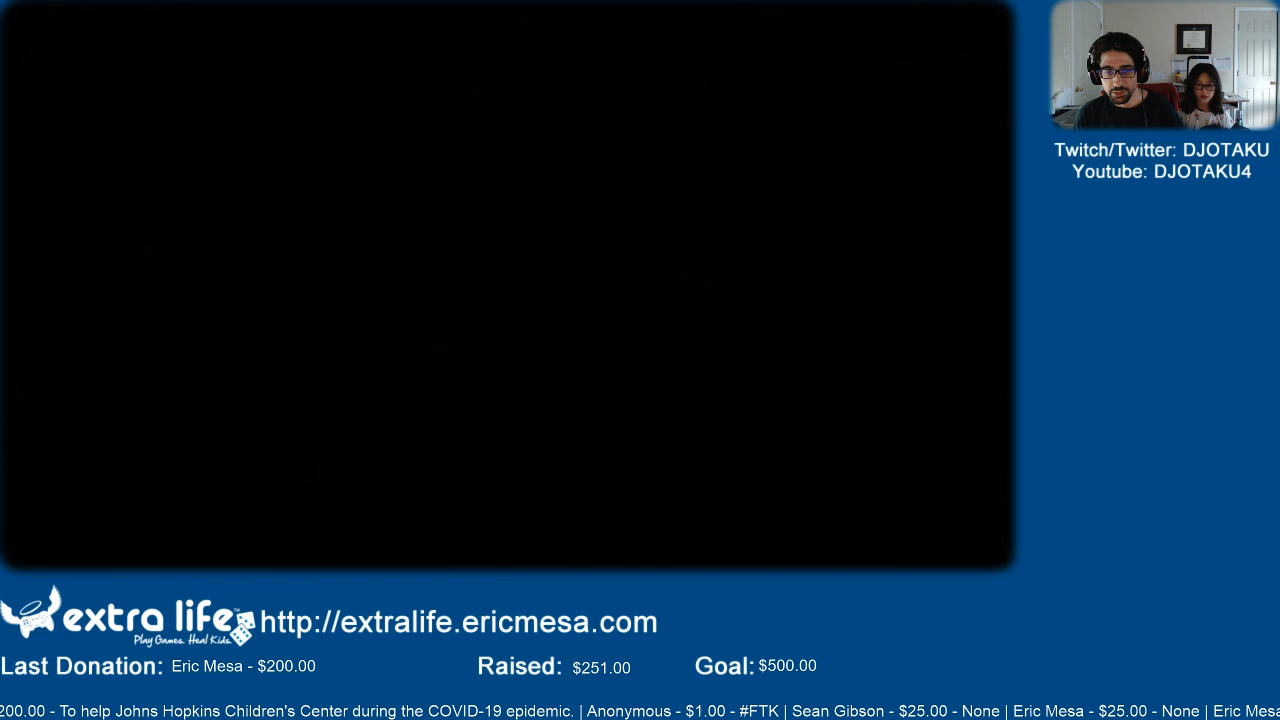 Twitch/Twitter: DJOTAKU
Youtube: DJOTAKU4
extra life
Play Games. Heal Kids.
http://extralife.ericmesa.com
Last Donation: Eric Mesa - $200.00
Raised: $251.00
Goal: $500.00
200.00 - To help Johns Hopkins Children's Center during the COVID-19 epidemic. | Anonymous - $1.00 - #FTK | Sean Gibson - $25.00 - None | Eric Mesa - $25.00 - None | Eric Mesa